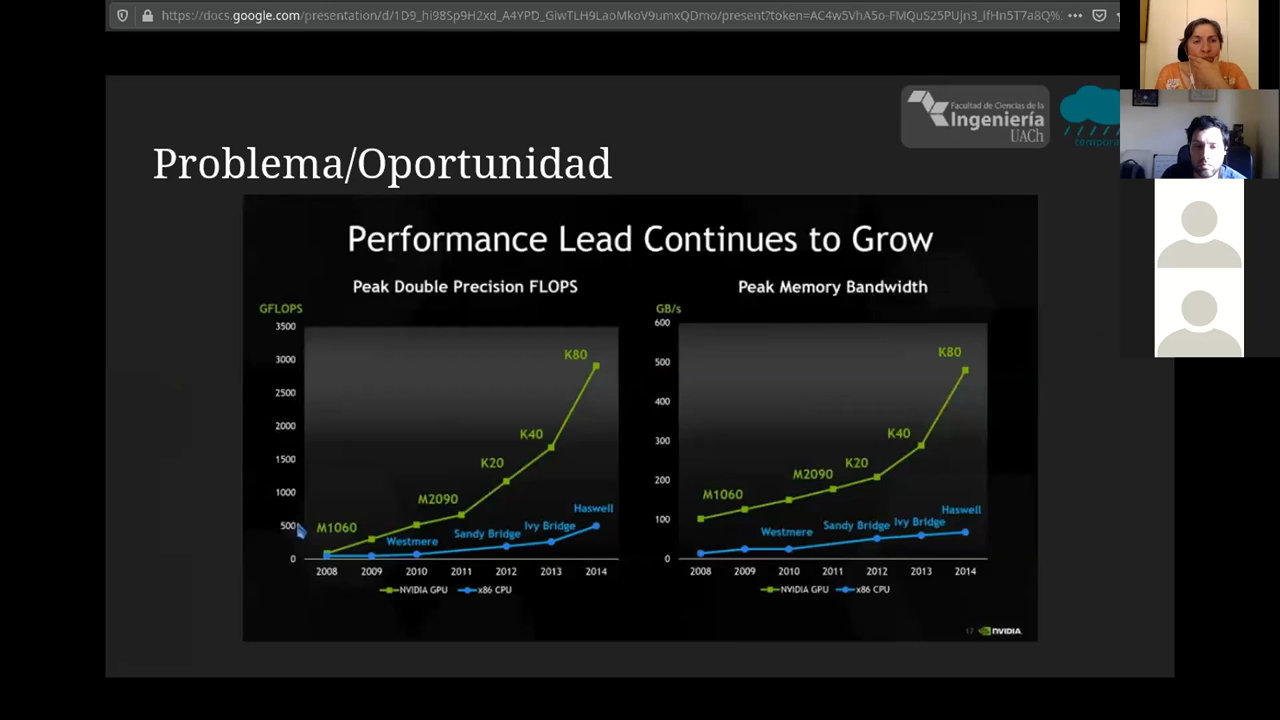 https://docs.google.com/presentation/d/1D9_hi98Sp9H2xd_A4YPD_GlwTLH9LaoMkoV9umxQDmo/present?token=AC4w5VhA5o-FMQuS25PUjn3_lfHn5T7a8Q%
Facultad de Ciencias de la
Ingeniería
UACh
tempora
Problema/Oportunidad
Performance Lead Continues to Grow
Peak Double Precision FLOPS
GFLOPS
3500
3000
2500
2000
1500
1000
500
0
K80
K40
K20
M2090
M1060
Haswell
Ivy Bridge
Sandy Bridge
Westmere
2008 2009 2010 2011 2012 2013 2014
NVIDIA GPU x86 CPU
Peak Memory Bandwidth
GB/s
600
500
400
300
200
100
0
K80
K40
K20
M2090
M1060
Haswell
Ivy Bridge
Sandy Bridge
Westmere
2008 2009 2010 2011 2012 2013 2014
NVIDIA GPU x86 CPU
17 NVIDIA.